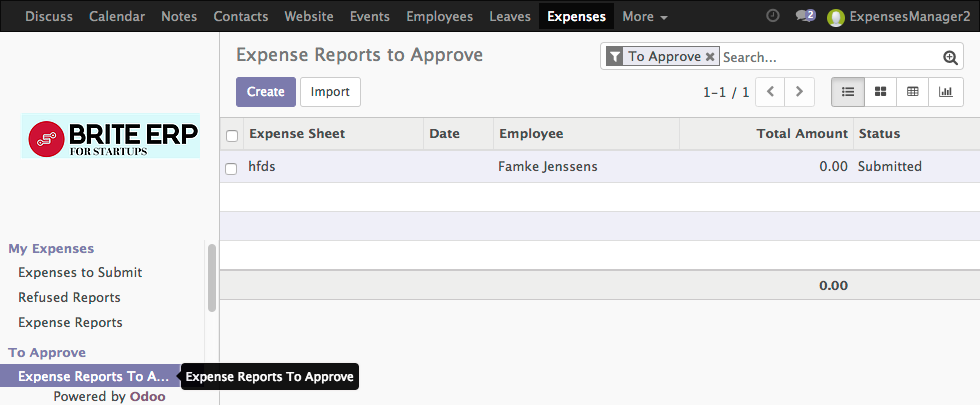 Discuss Calendar Notes Contacts Website Events Employees Leaves Expenses More 2 ExpensesManager2
Expense Reports to Approve
To Approve Search...
Create Import
1-1 / 1
BRITE ERP
FOR STARTUPS
Expense Sheet Date Employee Total Amount Status
hfds Famke Jenssens 0.00 Submitted
0.00
My Expenses
Expenses to Submit
Refused Reports
Expense Reports
To Approve
Expense Reports To A...
Expense Reports To Approve
Powered by Odoo